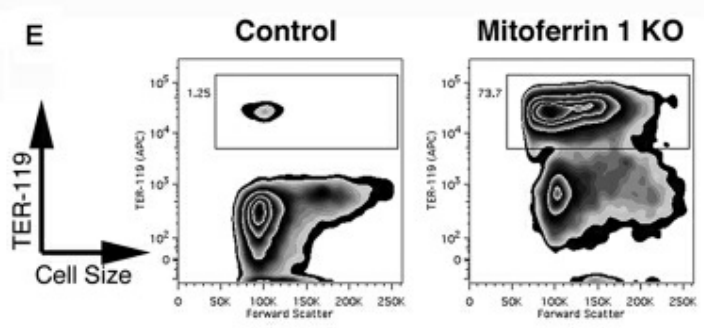 E
Control
Mitoferrin 1 KO
TER-119
Cell Size
1.25
TER-119 (APC)
10⁵
10⁴
10³
10²
0
0 50K 100K 150K 200K 250K
Forward Scatter
73.7
TER-119 (APC)
10⁵
10⁴
10³
10²
0
0 50K 100K 150K 200K 250K
Forward Scatter